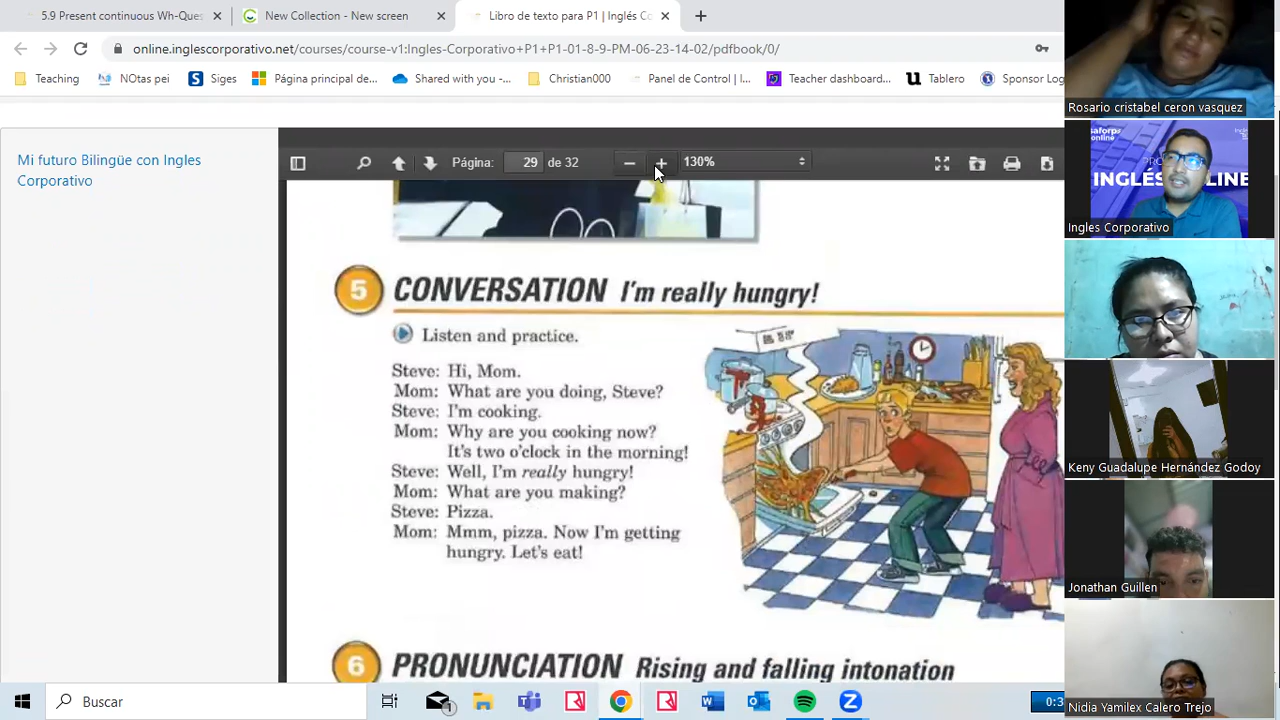 5.9 Present continuous Wh-Ques
New Collection - New screen
Libro de texto para P1 | Inglés Co
online.inglescorporativo.net/courses/course-v1:Ingles-Corporativo+P1+P1-01-8-9-PM-06-23-14-02/pdfbook/0/
Teaching
NOtas pei
Siges
Página principal de...
Shared with you -...
Christian000
Panel de Control | I...
Teacher dashboard...
Tablero
Sponsor Log
Mi futuro Bilingüe con Ingles
Corporativo
Página:
29
de 32
130%
5 CONVERSATION I'm really hungry!
Listen and practice.
Steve: Hi, Mom.
Mom: What are you doing, Steve?
Steve: I'm cooking.
Mom: Why are you cooking now?
It's two o'clock in the morning!
Steve: Well, I'm really hungry!
Mom: What are you making?
Steve: Pizza.
Mom: Mmm, pizza. Now I'm getting
hungry. Let's eat!
6 PRONUNCIATION Rising and falling intonation
Rosario cristabel ceron vasquez
saforp
online
PRO
INGLÉS NLINE
Ingles Corporativo
Keny Guadalupe Hernández Godoy
Jonathan Guillen
Nidia Yamilex Calero Trejo
Buscar
1
0:3